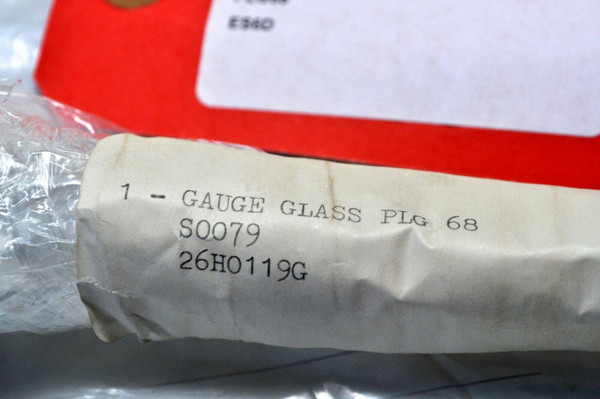 ES6D
1 - GAUGE GLASS PLG 68
S0079
26H0119G